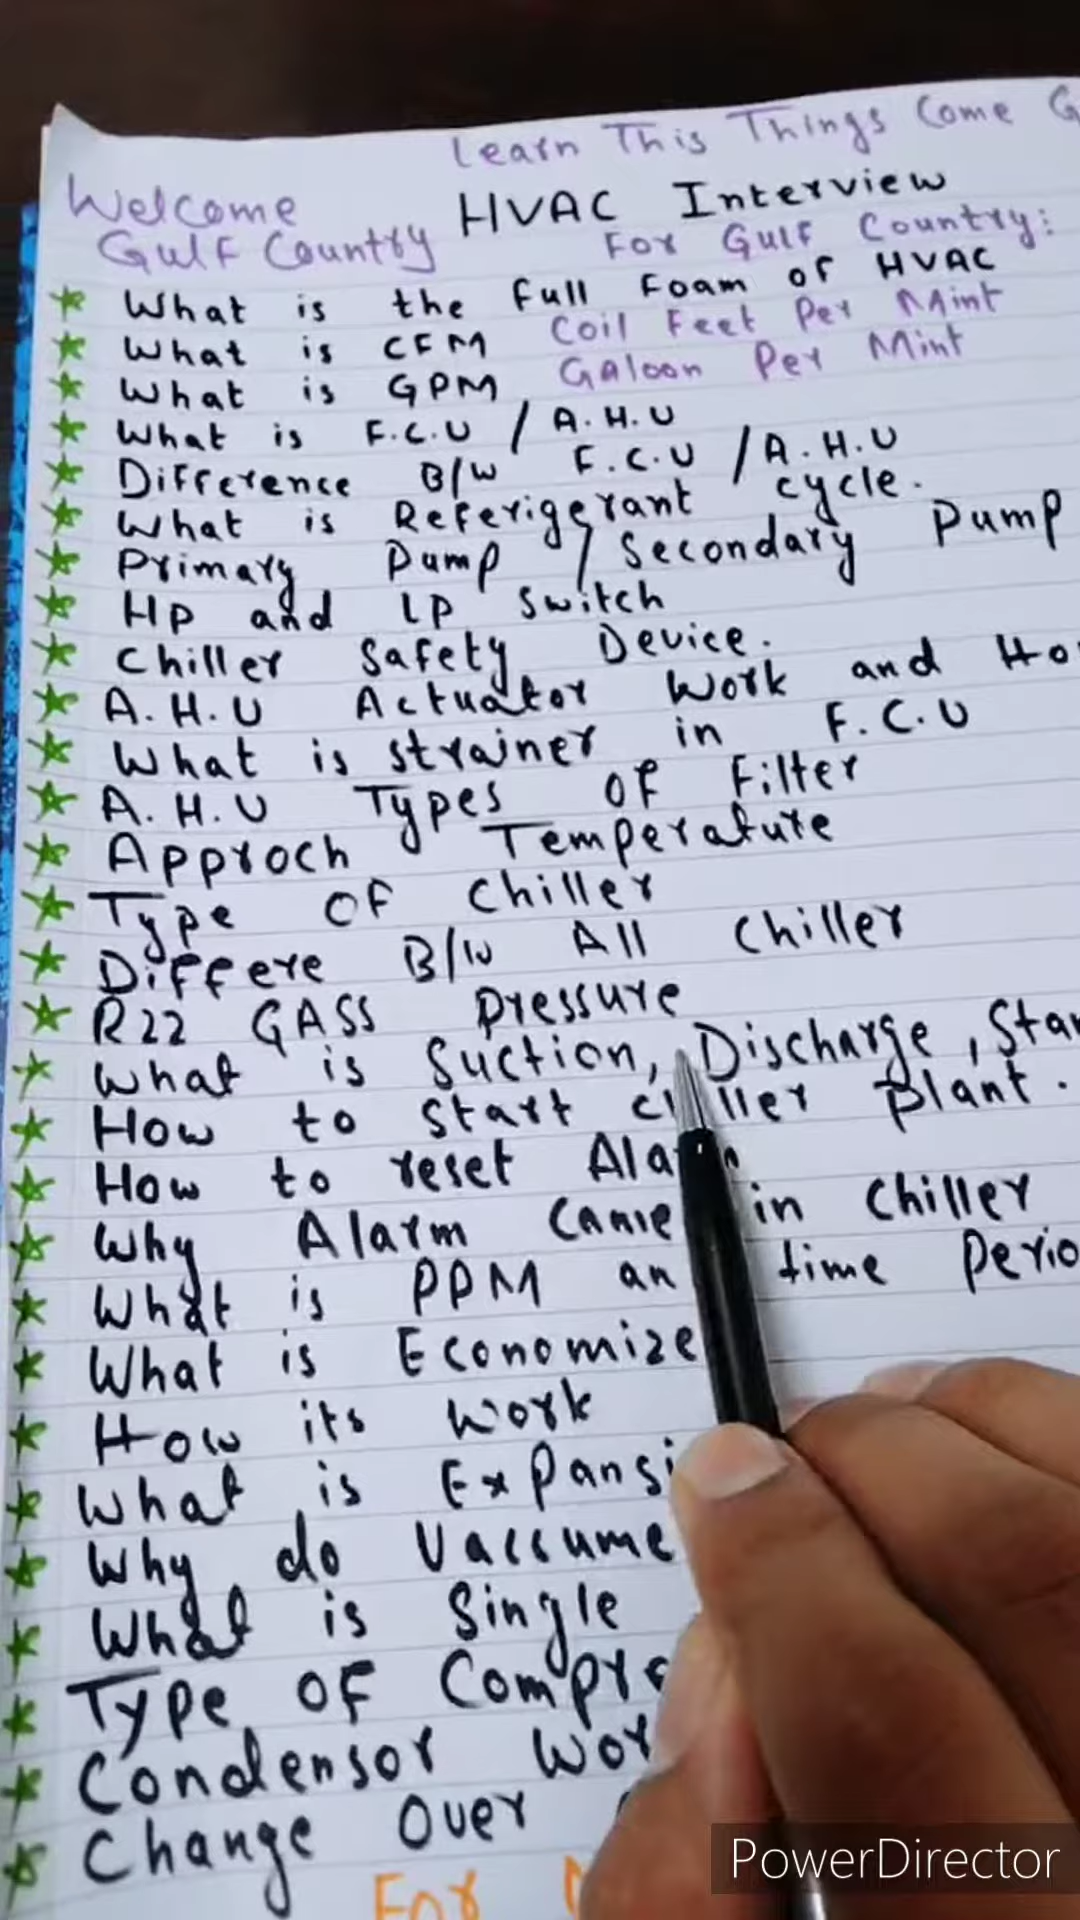 Learn This Things Come
Welcome HVAC Interview
Gulf Country For Gulf Country:
What is the Full Foam of HVAC
What is CFM Coil Feet Per Mint
What is GPM Galoon Per Mint
What is F.C.U / A.H.U
Difference B/W F.C.U / A.H.U
What is Referigerant cycle.
Primary Pump / Secondary Pump
HP and LP Switch
Chiller Safety Device.
A.H.U Actuator Work and
What is strainer in F.C.U
A.H.U Types of Filter
Approch Temperature
Type of chiller
Differe B/W All chiller
R22 GASS Pressure
What is Suction, Discharge,
How to start chiller plant.
How to reset
Why Alarm Came in chiller
What is PPM time
What is
How its Work
What is
Why do Vaccume
What is Single
Type of
Condensor
Change Over
For
PowerDirector